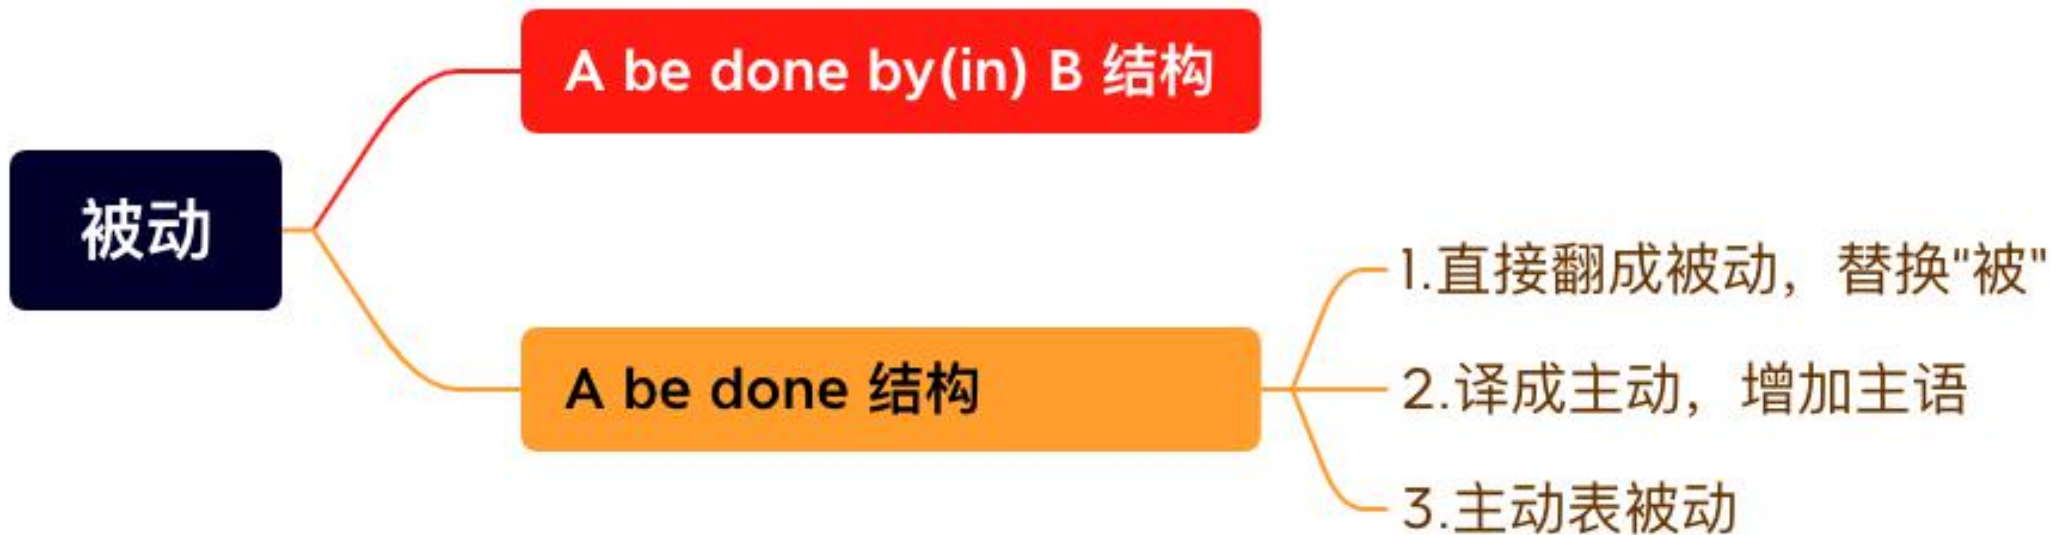 被动
A be done by(in) B 结构
A be done 结构
1.直接翻成被动，替换"被"
2.译成主动，增加主语
3.主动表被动